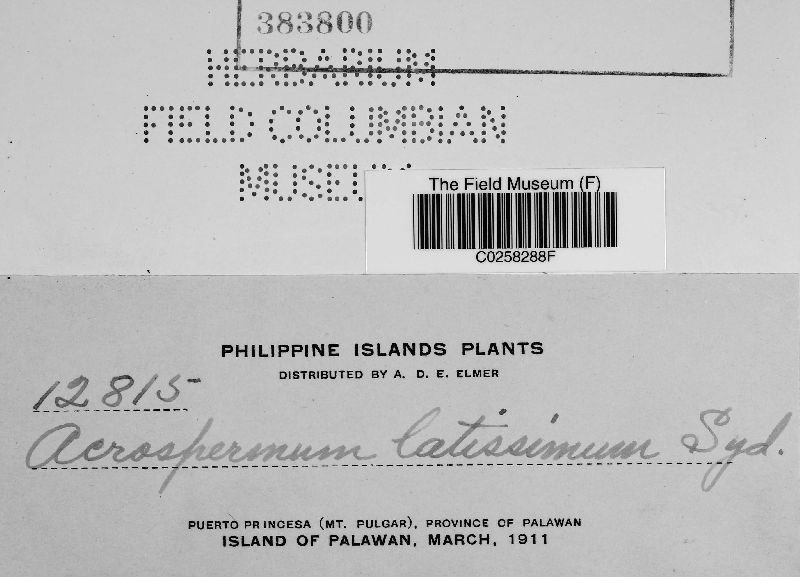 383800
HERBARIUM
FIELD COLUMBIAN
MUSEUM
The Field Museum (F)
C0258288F
PHILIPPINE ISLANDS PLANTS
DISTRIBUTED BY A. D. E. ELMER
12815
Acrospermum latissimum Syd.
PUERTO PRINCESA (MT. PULGAR), PROVINCE OF PALAWAN
ISLAND OF PALAWAN, MARCH, 1911